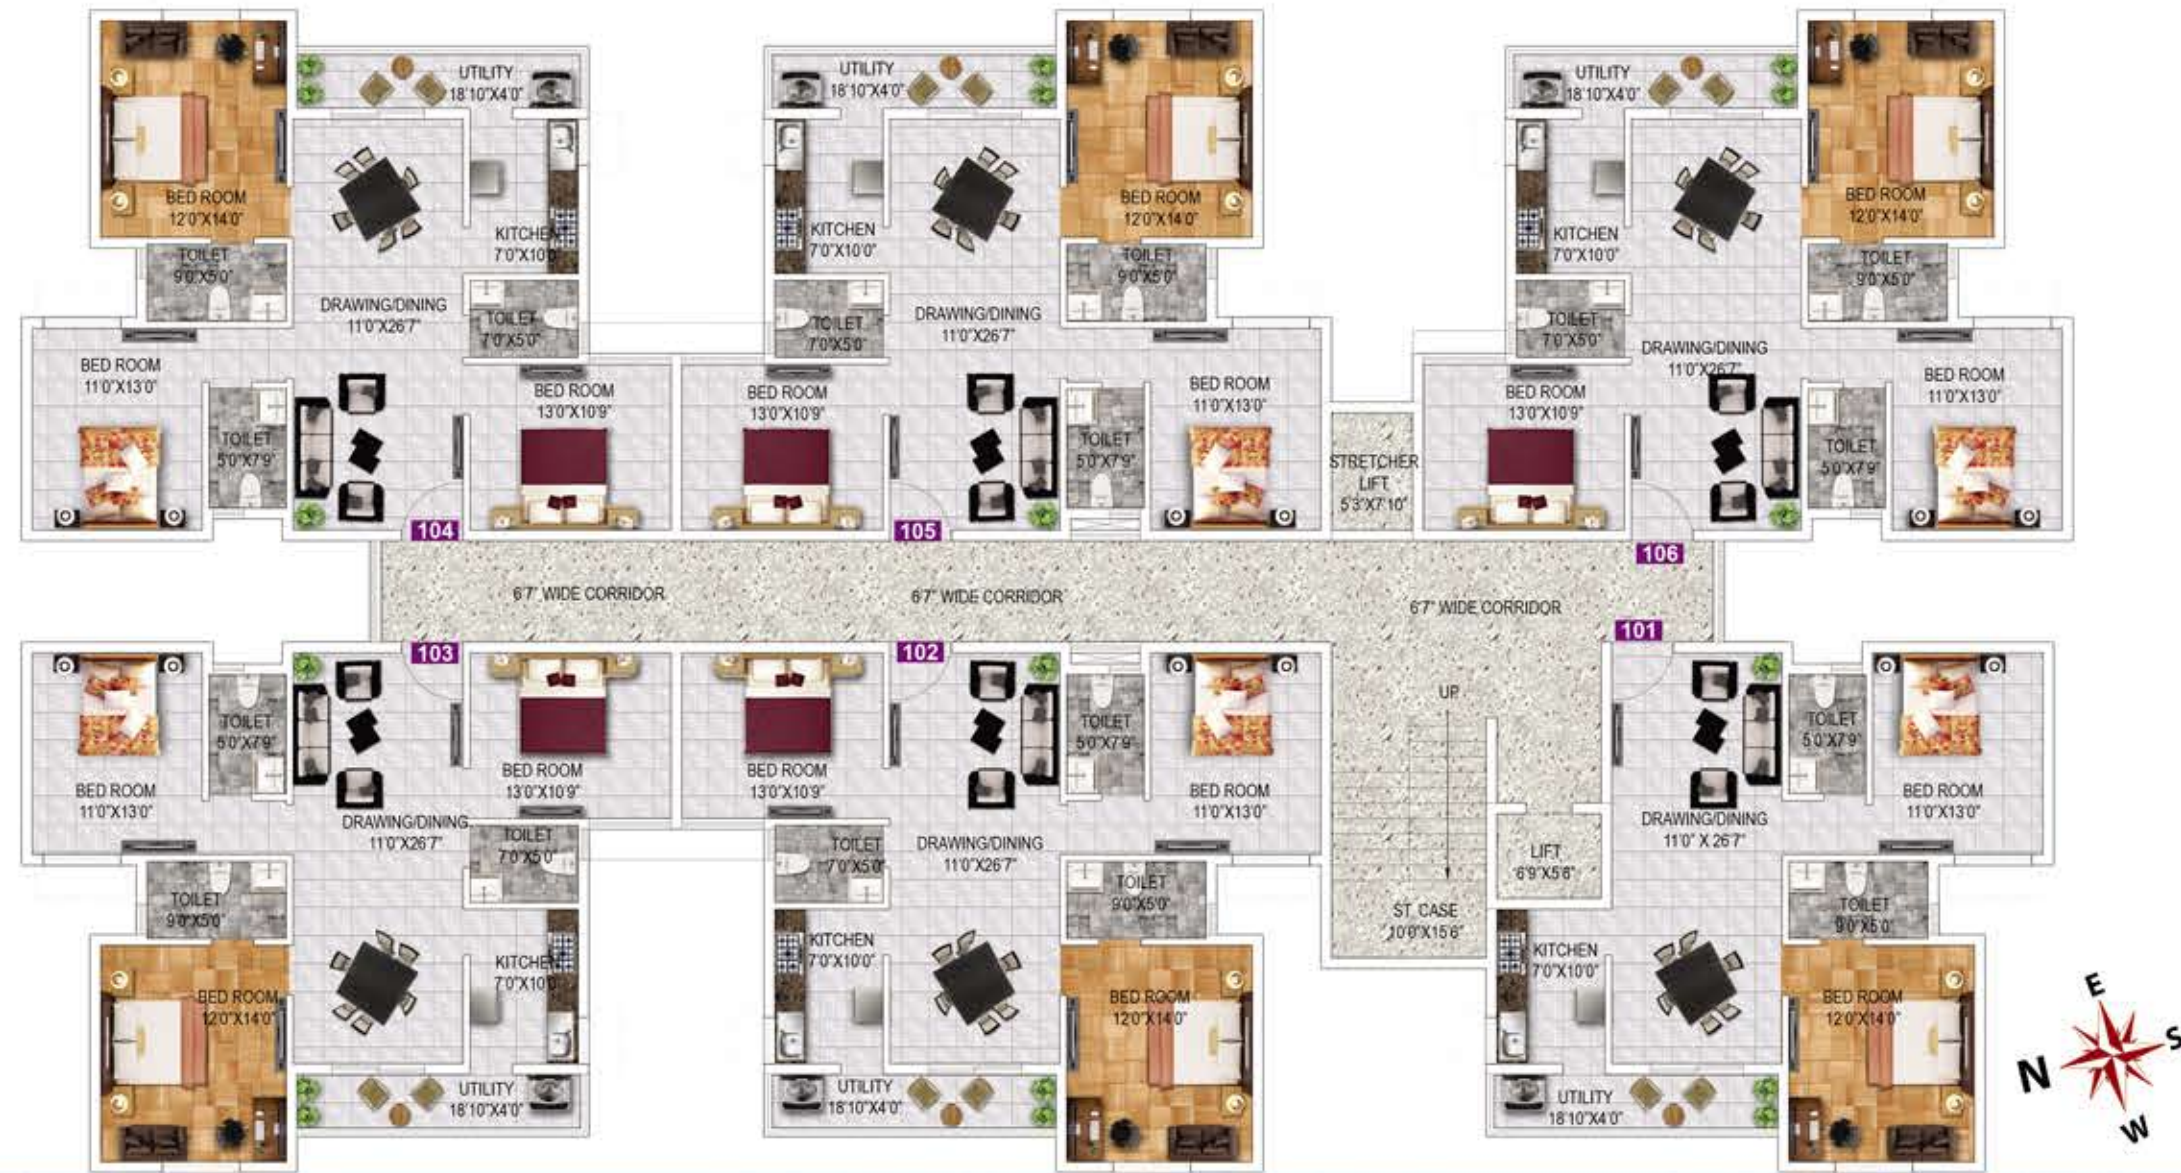 UTILITY
18'10"X4'0"
BED ROOM
12'0"X14'0"
TOILET
9'0"X5'0"
KITCHEN
7'0"X10'0
DRAWING/DINING
11'0"X26'7"
TOILET
7'0"X5'0"
BED ROOM
11'0"X13'0"
TOILET
5'0"X7'9"
BED ROOM
13'0"X10'9"
104
UTILITY
18'10"X4'0"
BED ROOM
12'0"X14'0"
KITCHEN
7'0"X10'0"
TOILET
9'0"X5'0"
DRAWING/DINING
11'0"X26'7"
TOILET
7'0"X5'0"
BED ROOM
13'0"X10'9"
BED ROOM
11'0"X13'0"
TOILET
5'0"X7'9"
105
STRETCHER
LIFT
5'3"X7'10"
UTILITY
18'10"X4'0"
BED ROOM
12'0"X14'0"
KITCHEN
7'0"X10'0"
TOILET
9'0"X5'0"
TOILET
7'0"X5'0"
DRAWING/DINING
11'0"X26'7"
BED ROOM
13'0"X10'9"
BED ROOM
11'0"X13'0"
TOILET
5'0"X7'9"
106
6'7" WIDE CORRIDOR
6'7" WIDE CORRIDOR
6'7" WIDE CORRIDOR
103
TOILET
5'0"X7'9"
BED ROOM
11'0"X13'0"
BED ROOM
13'0"X10'9"
DRAWING/DINING
11'0"X26'7"
TOILET
7'0"X5'0
TOILET
9'0"X5'0"
KITCHEN
7'0"X10'0
BED ROOM
12'0"X14'0"
UTILITY
18'10"X4'0"
102
TOILET
5'0"X7'9"
BED ROOM
13'0"X10'9"
BED ROOM
11'0"X13'0"
DRAWING/DINING
11'0"X26'7"
TOILET
7'0"X5'0
TOILET
9'0"X5'0"
KITCHEN
7'0"X10'0"
BED ROOM
12'0"X14'0"
UTILITY
18'10"X4'0"
UP
LIFT
6'9"X5'6"
ST. CASE
10'0"X15'6"
101
TOILET
5'0"X7'9"
BED ROOM
11'0"X13'0"
DRAWING/DINING
11'0" X 26'7"
TOILET
9'0"X5'0"
KITCHEN
7'0"X10'0"
BED ROOM
12'0"X14'0"
UTILITY
18'10"X4'0"
E
S
N
W